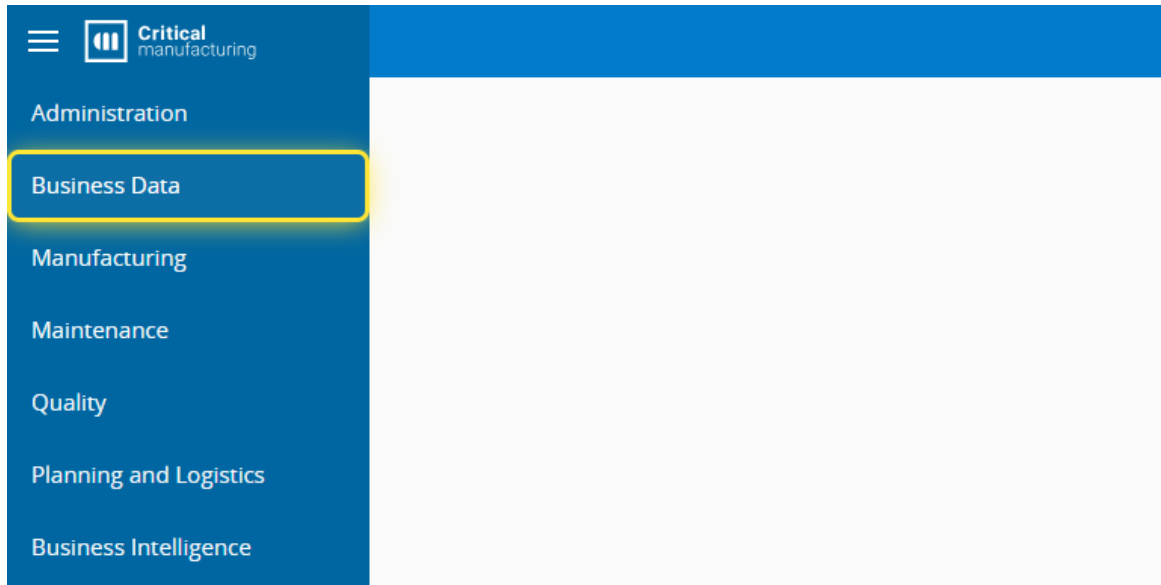 Critical
manufacturing
Administration
Business Data
Manufacturing
Maintenance
Quality
Planning and Logistics
Business Intelligence